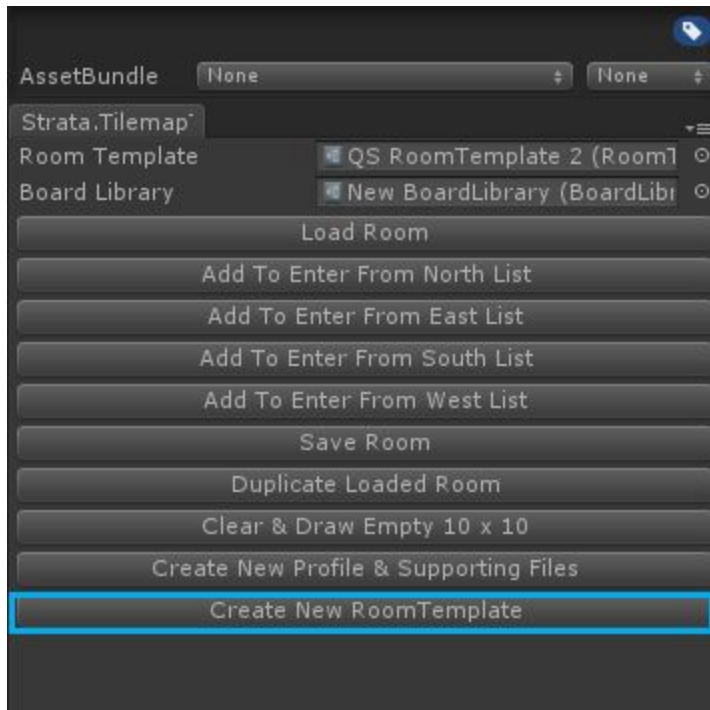 AssetBundle None None
Strata.Tilemap
Room Template QS RoomTemplate 2 (RoomT
Board Library New BoardLibrary (BoardLibr
Load Room
Add To Enter From North List
Add To Enter From East List
Add To Enter From South List
Add To Enter From West List
Save Room
Duplicate Loaded Room
Clear & Draw Empty 10 x 10
Create New Profile & Supporting Files
Create New RoomTemplate